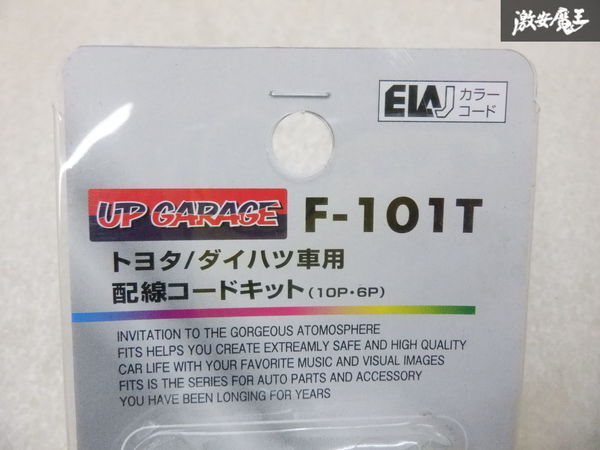 激安魔王
EIAJ カラー
コード
UP GARAGE F-101T
トヨタ/ダイハツ車用
配線コードキット(10P・6P)
INVITATION TO THE GORGEOUS ATOMOSPHERE
FITS HELPS YOU CREATE EXTREAMLY SAFE AND HIGH QUALITY
CAR LIFE WITH YOUR FAVORITE MUSIC AND VISUAL IMAGES
FITS IS THE SERIES FOR AUTO PARTS AND ACCESSORY
YOU HAVE BEEN LONGING FOR YEARS